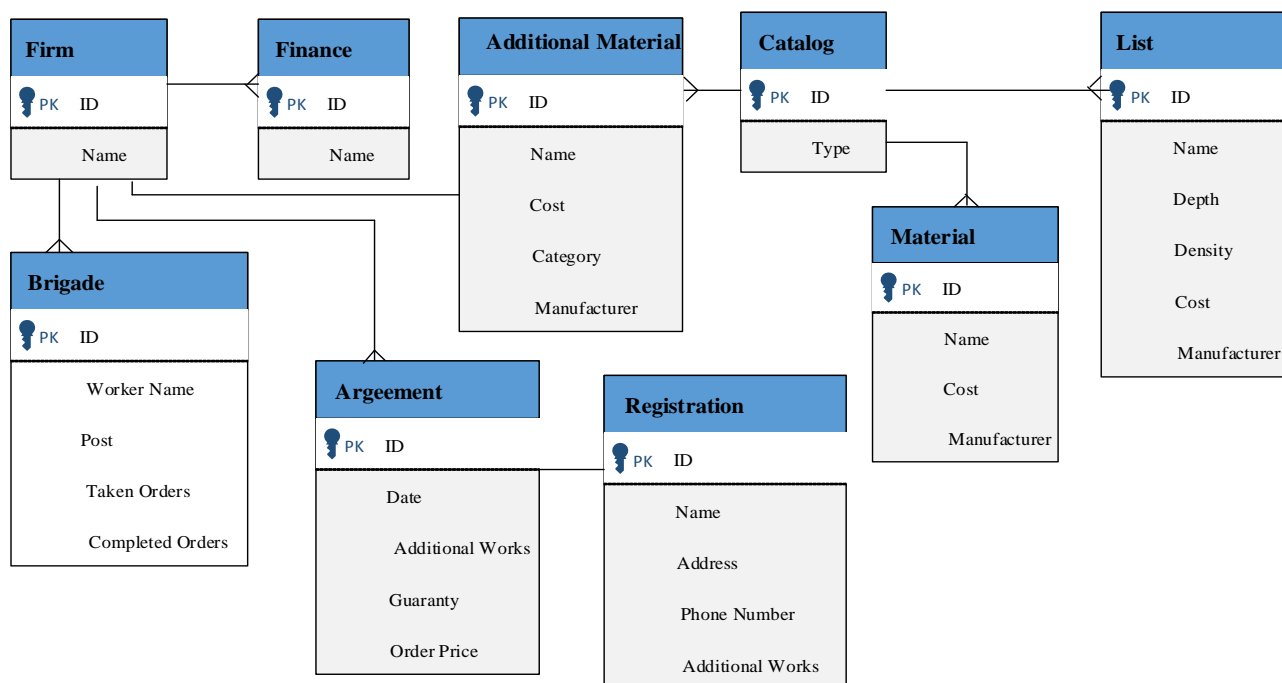 Firm
PK ID
Name
Finance
PK ID
Name
Additional Material
PK ID
Name
Cost
Category
Manufacturer
Catalog
PK ID
Type
List
PK ID
Name
Depth
Density
Cost
Manufacturer
Material
PK ID
Name
Cost
Manufacturer
Brigade
PK ID
Worker Name
Post
Taken Orders
Completed Orders
Argeement
PK ID
Date
Additional Works
Guaranty
Order Price
Registration
PK ID
Name
Address
Phone Number
Additional Works